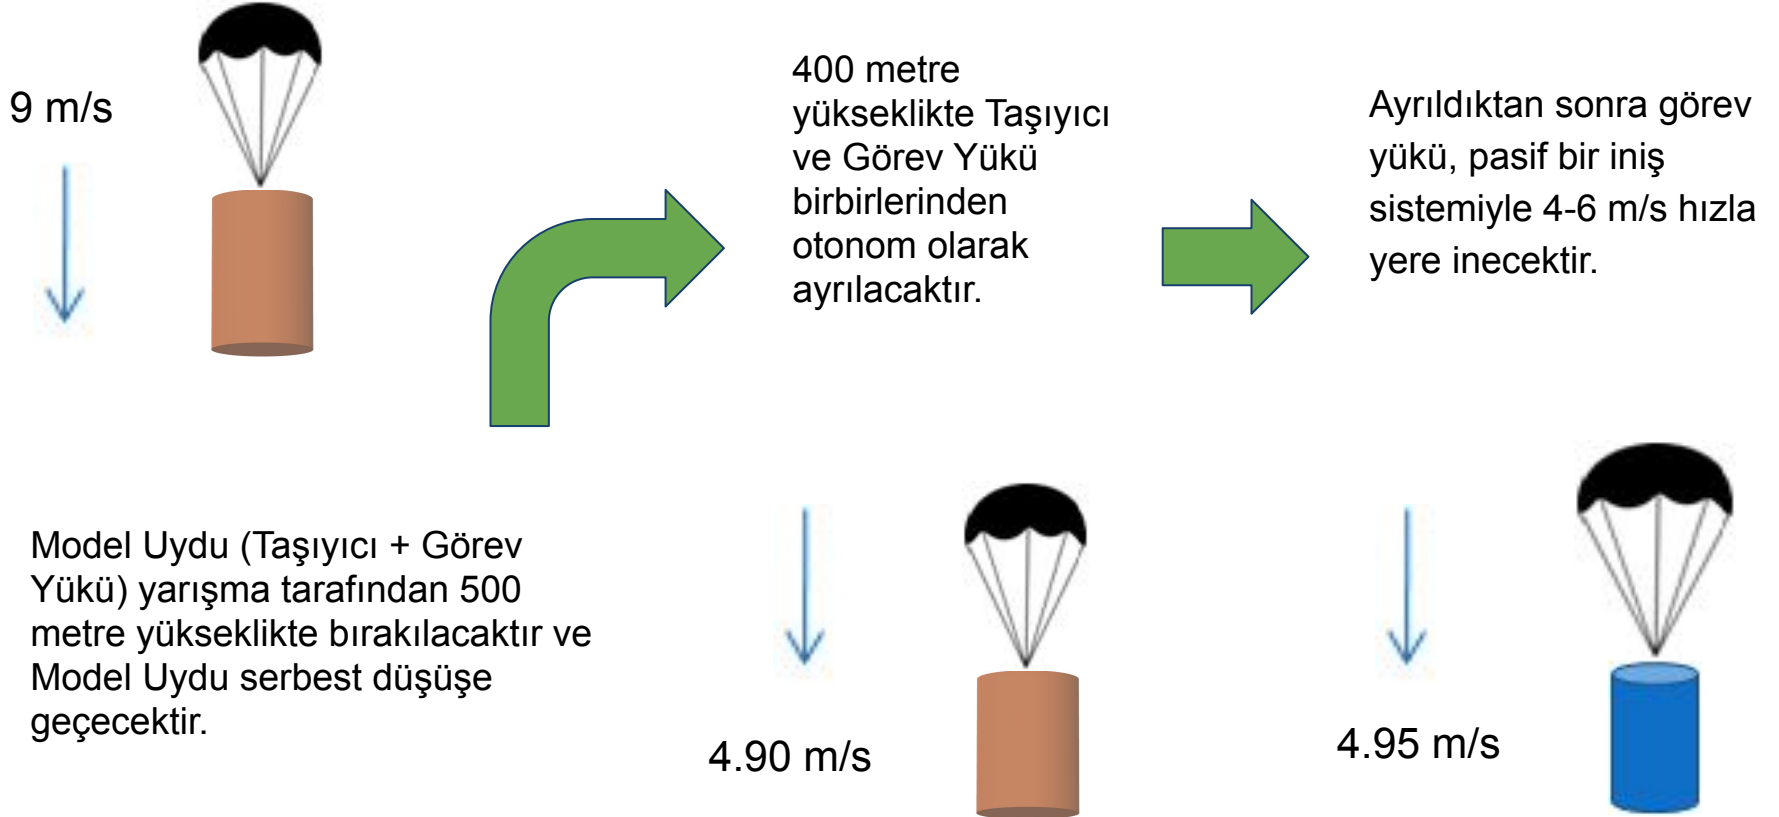 9 m/s
Model Uydu (Taşıyıcı + Görev
Yükü) yarışma tarafından 500
metre yükseklikte bırakılacaktır ve
Model Uydu serbest düşüşe
geçecektir.
400 metre
yükseklikte Taşıyıcı
ve Görev Yükü
birbirlerinden
otonom olarak
ayrılacaktır.
4.90 m/s
Ayrıldıktan sonra görev
yükü, pasif bir iniş
sistemiyle 4-6 m/s hızla
yere inecektir.
4.95 m/s